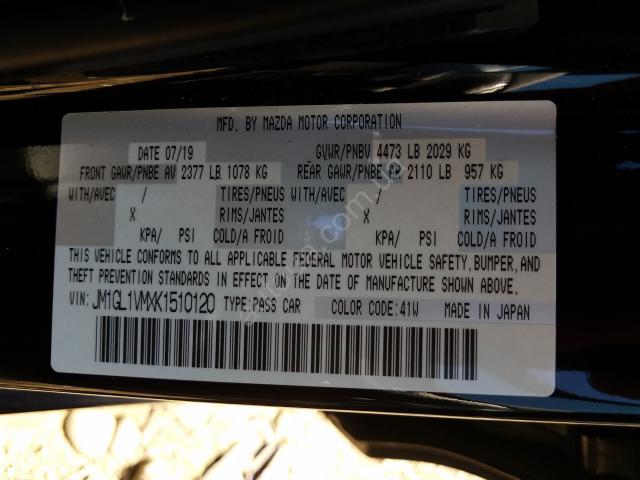 MFD. BY MAZDA MOTOR CORPORATION
DATE 07/19 GVWR/PNBV 4473 LB 2029 KG
FRONT GAWR/PNBE AV 2377 LB 1078 KG REAR GAWR/PNBE AR 2110 LB 957 KG
WITH/AVEC / TIRES/PNEUS WITH/AVEC / TIRES/PNEUS
X RIMS/JANTES X RIMS/JANTES
KPA/ PSI COLD/A FROID KPA/ PSI COLD/A FROID
THIS VEHICLE CONFORMS TO ALL APPLICABLE FEDERAL MOTOR VEHICLE SAFETY, BUMPER, AND
THEFT PREVENTION STANDARDS IN EFFECT ON THE DATE OF MANUFACTURE SHOWN ABOVE.
VIN: JM1GL1VMXK1510120 TYPE: PASS CAR COLOR CODE: 41W MADE IN JAPAN